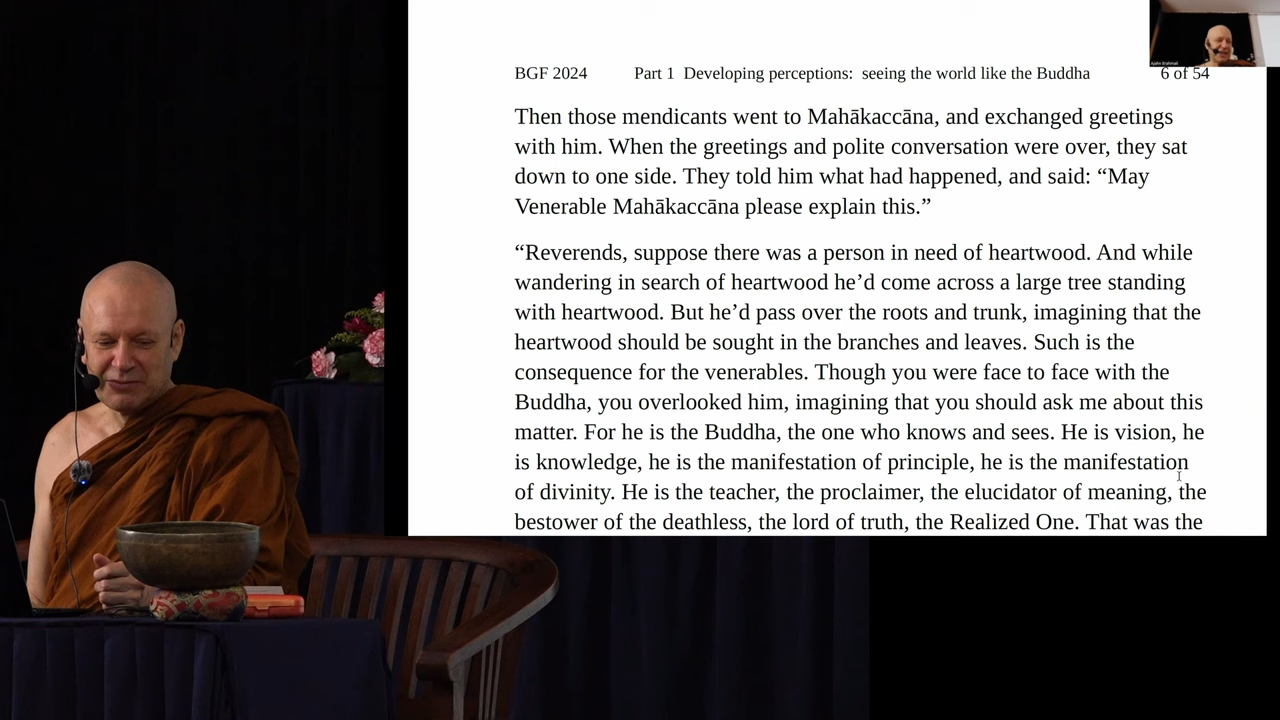 BGF 2024 Part 1 Developing perceptions: seeing the world like the Buddha 6 of 54
Then those mendicants went to Mahākaccāna, and exchanged greetings
with him. When the greetings and polite conversation were over, they sat
down to one side. They told him what had happened, and said: “May
Venerable Mahākaccāna please explain this.”
“Reverends, suppose there was a person in need of heartwood. And while
wandering in search of heartwood he’d come across a large tree standing
with heartwood. But he’d pass over the roots and trunk, imagining that the
heartwood should be sought in the branches and leaves. Such is the
consequence for the venerables. Though you were face to face with the
Buddha, you overlooked him, imagining that you should ask me about this
matter. For he is the Buddha, the one who knows and sees. He is vision, he
is knowledge, he is the manifestation of principle, he is the manifestation
of divinity. He is the teacher, the proclaimer, the elucidator of meaning, the
bestower of the deathless, the lord of truth, the Realized One. That was the
Ajahn Brahmali